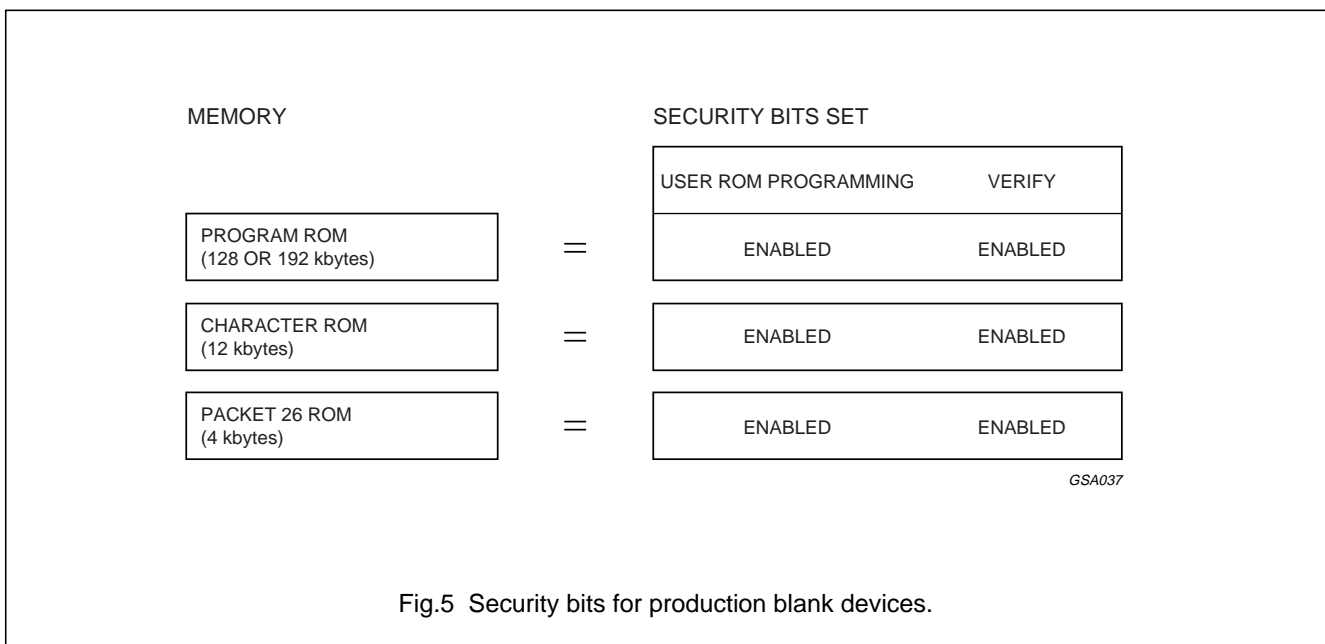 MEMORY SECURITY BITS SET
USER ROM PROGRAMMING VERIFY
PROGRAM ROM
(128 OR 192 kbytes)
= ENABLED ENABLED
CHARACTER ROM
(12 kbytes)
= ENABLED ENABLED
PACKET 26 ROM
(4 kbytes)
= ENABLED ENABLED
GSA037
Fig.5 Security bits for production blank devices.